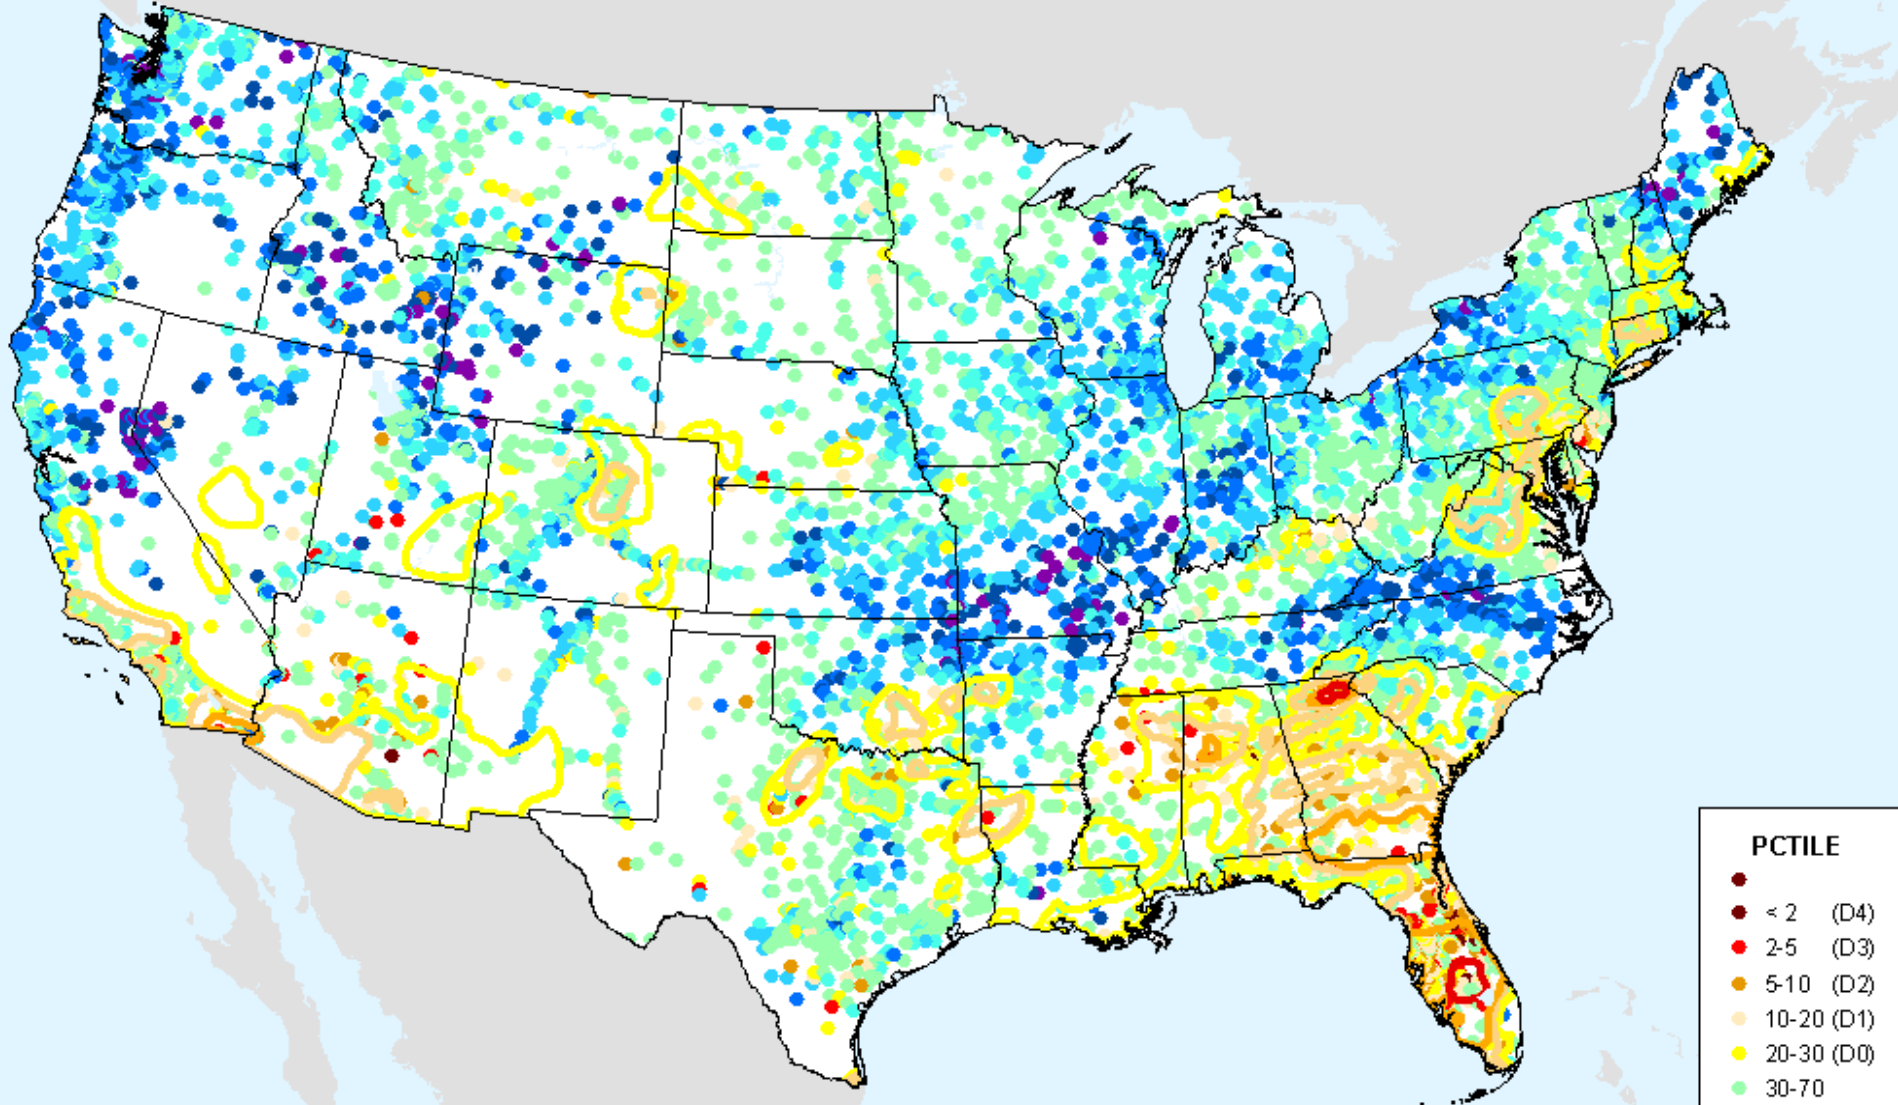 PCTILE
< 2 (D4)
2-5 (D3)
5-10 (D2)
10-20 (D1)
20-30 (D0)
30-70